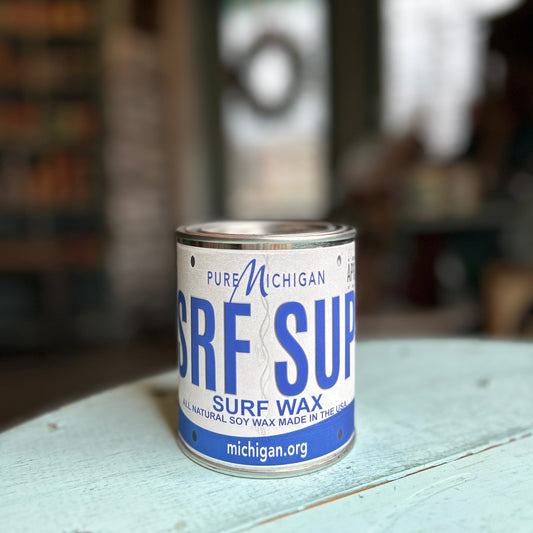 PURE MICHIGAN
SRF SUP
SURF WAX
ALL NATURAL SOY WAX MADE IN THE USA
michigan.org